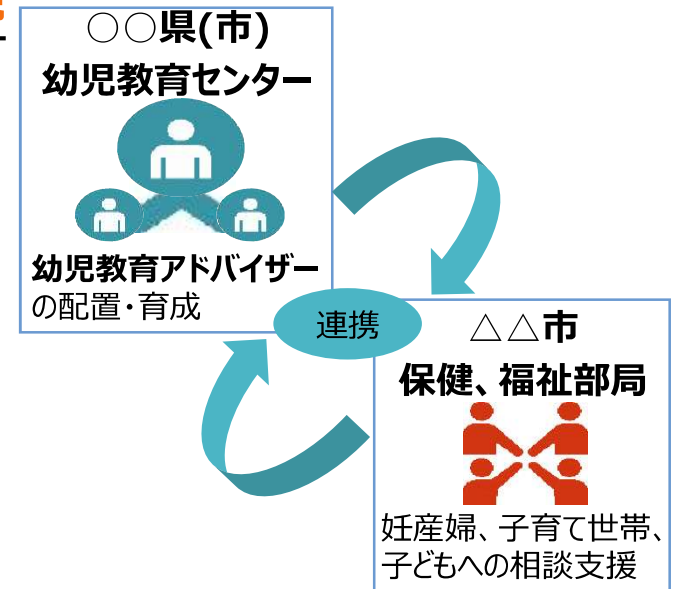 ○○県(市)
幼児教育センター
幼児教育アドバイザー
の配置・育成
連携
△△市
保健、福祉部局
妊産婦、子育て世帯、
子どもへの相談支援